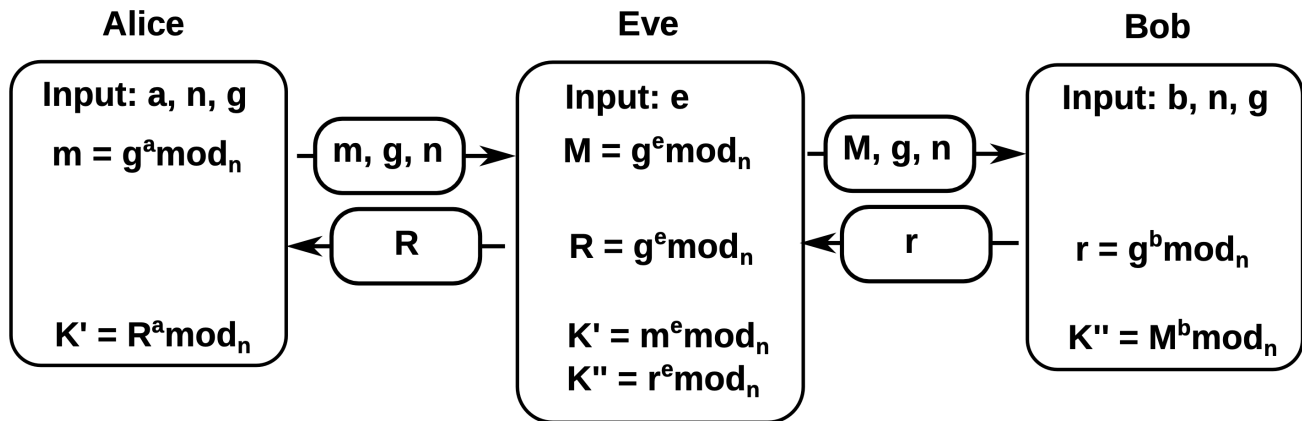 Alice
Input: a, n, g
m = gᵃmodₙ
K' = Rᵃmodₙ
m, g, n
R
Eve
Input: e
M = gᵉmodₙ
R = gᵉmodₙ
K' = mᵉmodₙ
K'' = rᵉmodₙ
M, g, n
r
Bob
Input: b, n, g
r = gᵇmodₙ
K'' = Mᵇmodₙ